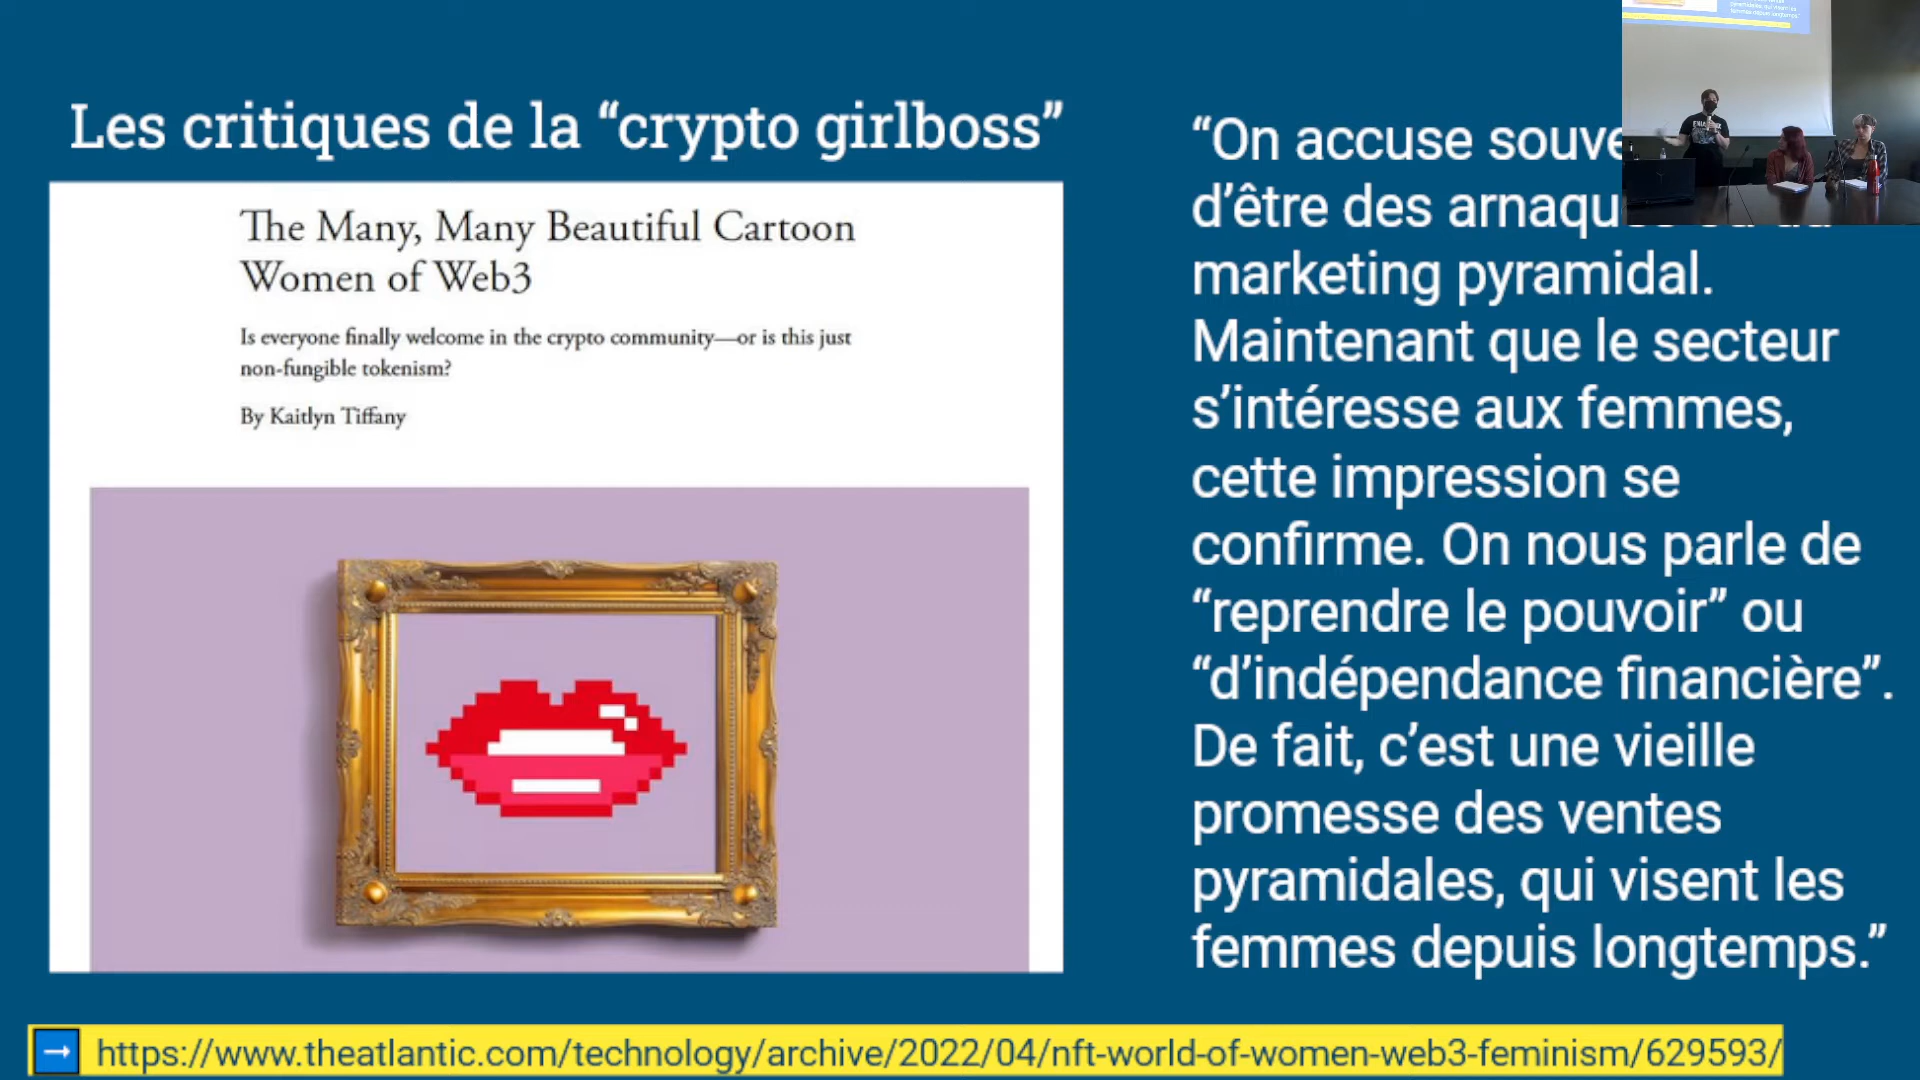 Les critiques de la “crypto girlboss”
The Many, Many Beautiful Cartoon
Women of Web3
Is everyone finally welcome in the crypto community—or is this just
non-fungible tokenism?
By Kaitlyn Tiffany
“On accuse
d’être des
marketing pyramidal.
Maintenant que le secteur
s’intéresse aux femmes,
cette impression se
confirme. On nous parle de
“reprendre le pouvoir” ou
“d’indépendance financière”.
De fait, c’est une vieille
promesse des ventes
pyramidales, qui visent les
femmes depuis longtemps.”
https://www.theatlantic.com/technology/archive/2022/04/nft-world-of-women-web3-feminism/629593/